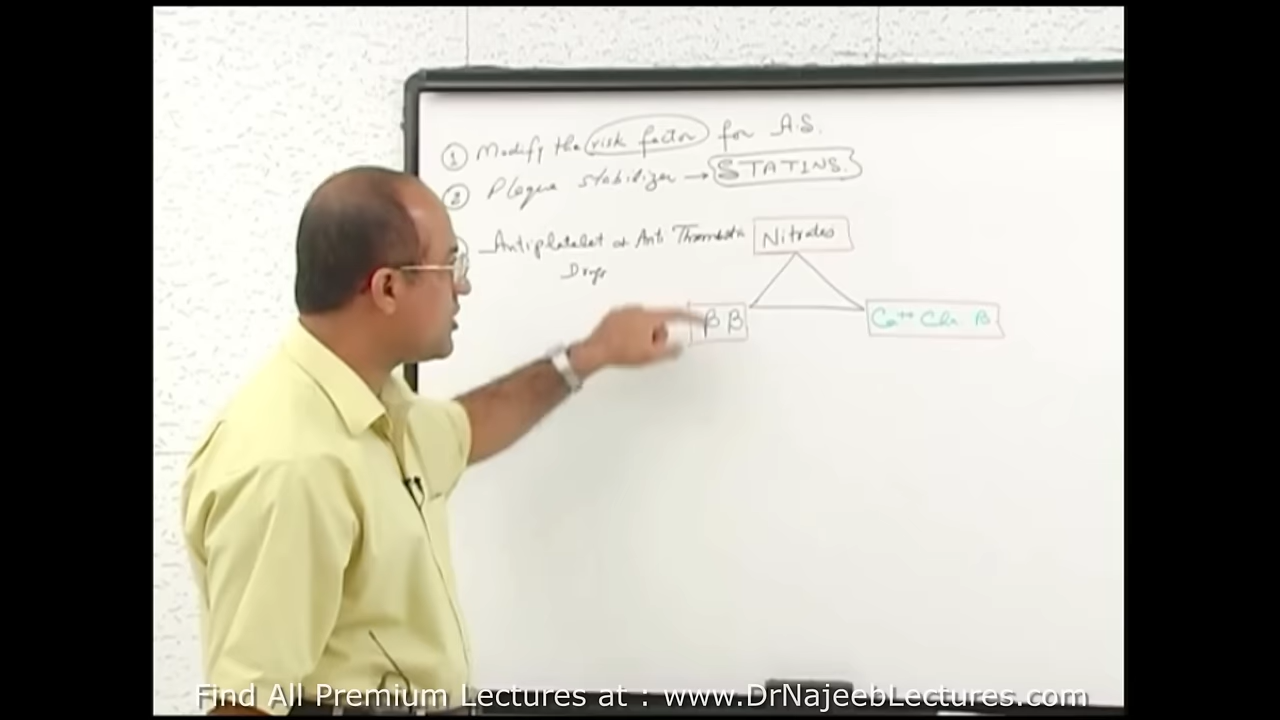 ① Modify the risk factor for A.S.
② Plaque stabilizer → STATINS.
Antiplatelet or Anti Thrombotic
Drugs
Nitrates
β β
Ca++ Ch. B
Find All Premium Lectures at : www.DrNajeebLectures.com